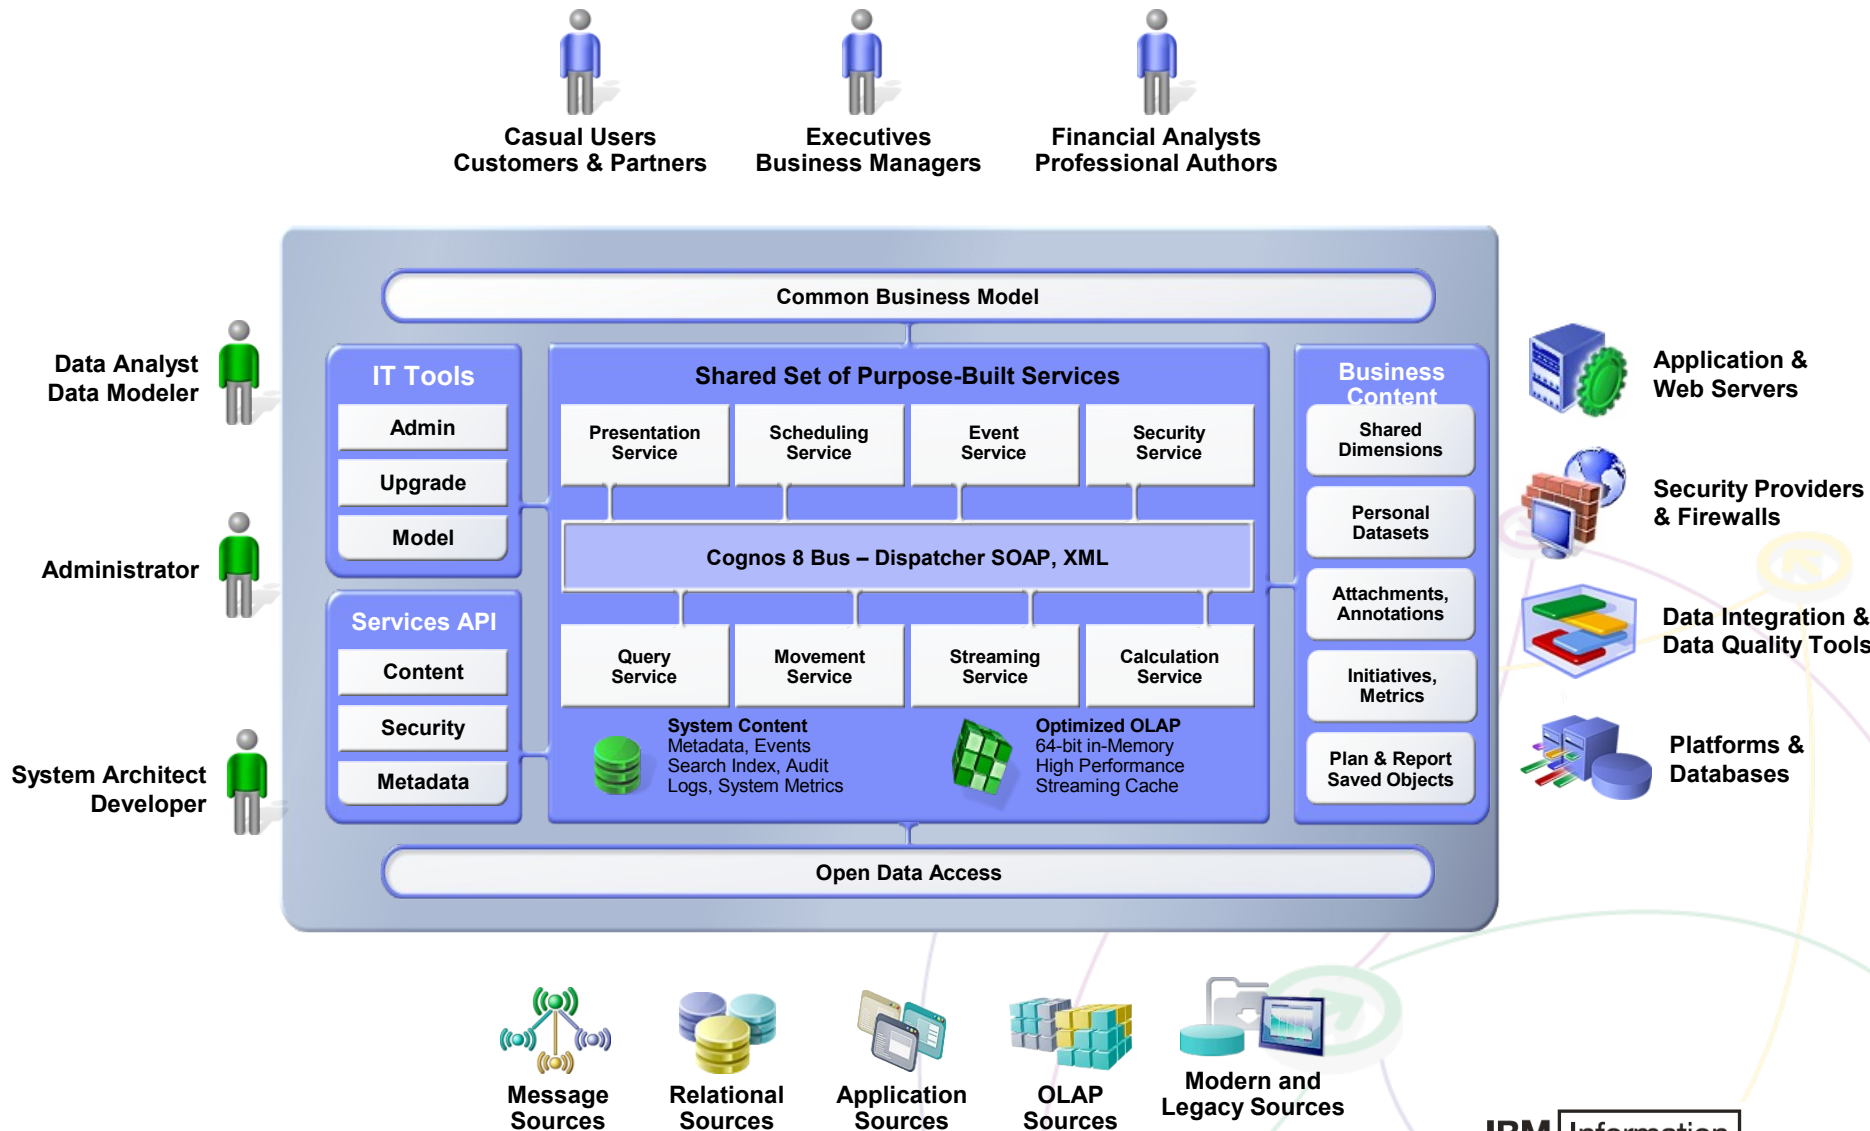 Casual Users
Customers & Partners
Executives
Business Managers
Financial Analysts
Professional Authors
Common Business Model
Data Analyst
Data Modeler
Administrator
System Architect
Developer
IT Tools
Admin
Upgrade
Model
Services API
Content
Security
Metadata
Shared Set of Purpose-Built Services
Presentation
Service
Scheduling
Service
Event
Service
Security
Service
Cognos 8 Bus – Dispatcher SOAP, XML
Query
Service
Movement
Service
Streaming
Service
Calculation
Service
System Content
Metadata, Events
Search Index, Audit
Logs, System Metrics
Optimized OLAP
64-bit in-Memory
High Performance
Streaming Cache
Business
Content
Shared
Dimensions
Personal
Datasets
Attachments,
Annotations
Initiatives,
Metrics
Plan & Report
Saved Objects
Application &
Web Servers
Security Providers
& Firewalls
Data Integration &
Data Quality Tools
Platforms &
Databases
Open Data Access
Message
Sources
Relational
Sources
Application
Sources
OLAP
Sources
Modern and
Legacy Sources
IBM Information